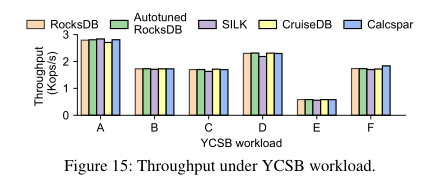 RocksDB Autotuned RocksDB SILK CruiseDB Calcspar
Throughput (Kops/s)
3
2
1
0
A B C D E F
YCSB workload
Figure 15: Throughput under YCSB workload.